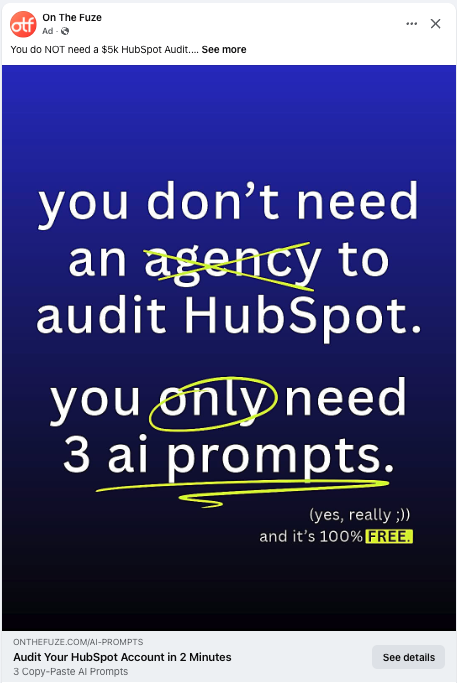 otf
On The Fuze
Ad ·
You do NOT need a $5k HubSpot Audit.... See more
you don't need
an agency to
audit HubSpot.
you only need
3 ai prompts.
(yes, really ;))
and it's 100% FREE.
ONTHEFUZE.COM/AI-PROMPTS
Audit Your HubSpot Account in 2 Minutes
3 Copy-Paste AI Prompts
See details